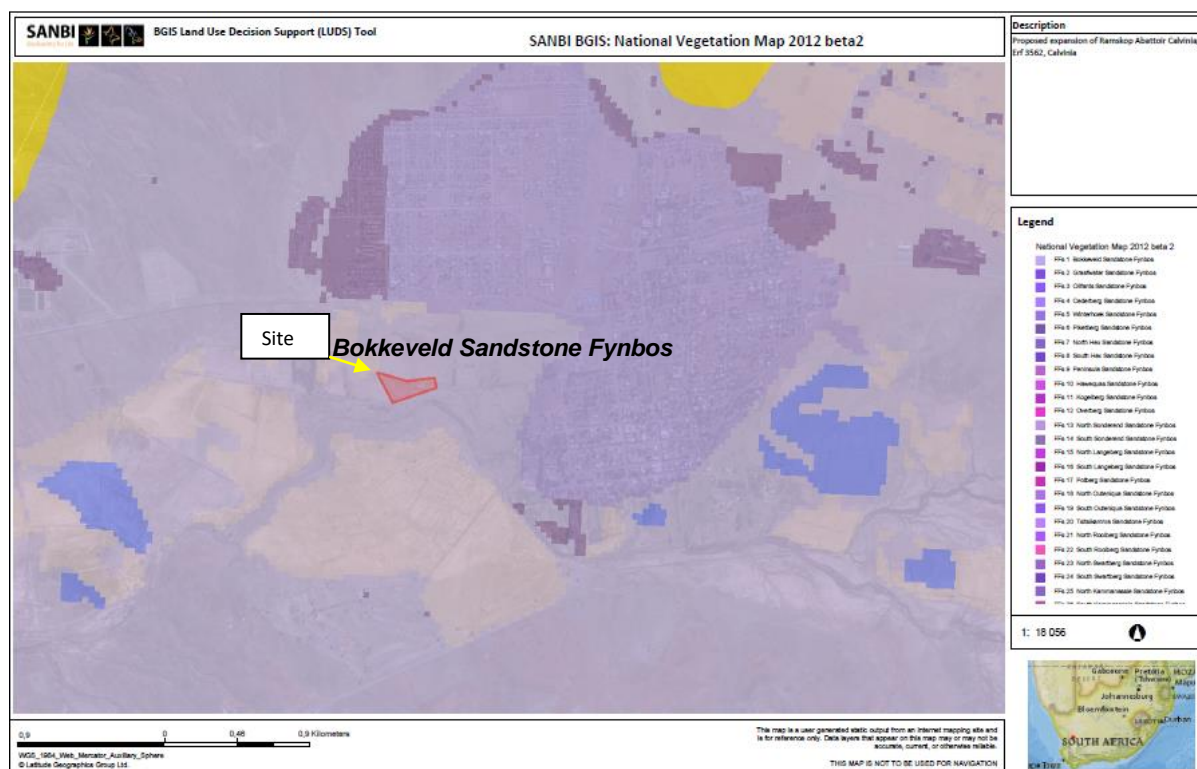 SANBI
BGIS Land Use Decision Support (LUDS) Tool
SANBI BGIS: National Vegetation Map 2012 beta2
Description
Proposed expansion of Ramskop Abattoir Calvinia,
Erf 3562, Calvinia
Site
Bokkeveld Sandstone Fynbos
Legend
National Vegetation Map 2012 beta 2
FFs 1 Bokkeveld Sandstone Fynbos
FFs 2 Graafwater Sandstone Fynbos
FFs 3 Olifants Sandstone Fynbos
FFs 4 Cederberg Sandstone Fynbos
FFs 5 Winterhoek Sandstone Fynbos
FFs 6 Piketberg Sandstone Fynbos
FFs 7 North Hex Sandstone Fynbos
FFs 8 South Hex Sandstone Fynbos
FFs 9 Peninsula Sandstone Fynbos
FFs 10 Hawequas Sandstone Fynbos
FFs 11 Kogelberg Sandstone Fynbos
FFs 12 Overberg Sandstone Fynbos
FFs 13 North Sonderend Sandstone Fynbos
FFs 14 South Sonderend Sandstone Fynbos
FFs 15 North Langeberg Sandstone Fynbos
FFs 16 South Langeberg Sandstone Fynbos
FFs 17 Potberg Sandstone Fynbos
FFs 18 North Outeniqua Sandstone Fynbos
FFs 19 South Outeniqua Sandstone Fynbos
FFs 20 Tsitsikamma Sandstone Fynbos
FFs 21 North Rooiberg Sandstone Fynbos
FFs 22 South Rooiberg Sandstone Fynbos
FFs 23 North Swartberg Sandstone Fynbos
FFs 24 South Swartberg Sandstone Fynbos
FFs 25 North Kammanassie Sandstone Fynbos
1: 18 056
Gaborone Pretoria
(Tshwane)
Johannesburg
Bloemfontein
LESOTHO Durban
SOUTH AFRICA
0,9 0 0,46 0,9 Kilometers
WGS_1984_Web_Mercator_Auxiliary_Sphere
© Latitude Geographics Group Ltd.
This map is a user generated static output from an Internet mapping site and
is for reference only. Data layers that appear on this map may or may not be
accurate, current, or otherwise reliable.
THIS MAP IS NOT TO BE USED FOR NAVIGATION